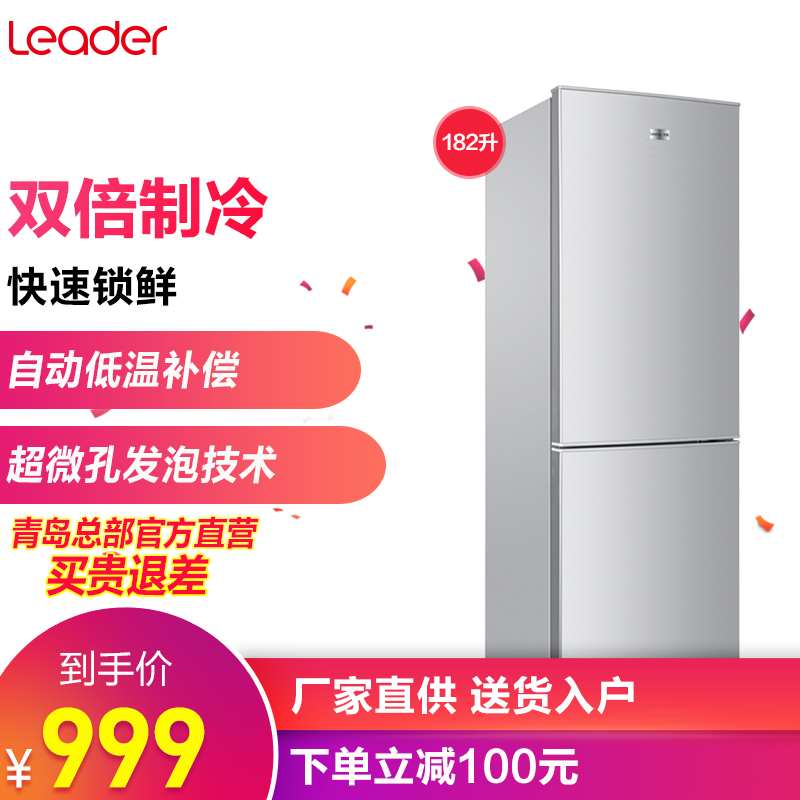 Leader
182升
双倍制冷
快速锁鲜
自动低温补偿
超微孔发泡技术
青岛总部官方直营
买贵退差
到手价
¥999
厂家直供 送货入户
下单立减100元